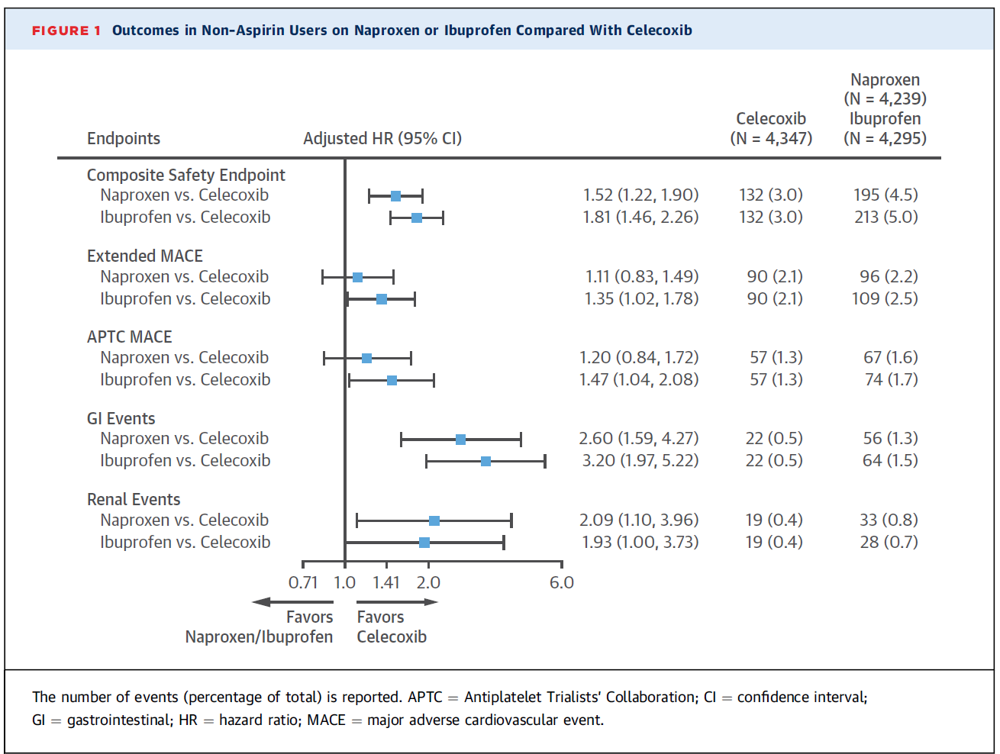 FIGURE 1 Outcomes in Non-Aspirin Users on Naproxen or Ibuprofen Compared With Celecoxib
Naproxen
(N = 4,239)
Celecoxib Ibuprofen
Endpoints Adjusted HR (95% CI) (N = 4,347) (N = 4,295)
Composite Safety Endpoint
Naproxen vs. Celecoxib 1.52 (1.22, 1.90) 132 (3.0) 195 (4.5)
Ibuprofen vs. Celecoxib 1.81 (1.46, 2.26) 132 (3.0) 213 (5.0)
Extended MACE
Naproxen vs. Celecoxib 1.11 (0.83, 1.49) 90 (2.1) 96 (2.2)
Ibuprofen vs. Celecoxib 1.35 (1.02, 1.78) 90 (2.1) 109 (2.5)
APTC MACE
Naproxen vs. Celecoxib 1.20 (0.84, 1.72) 57 (1.3) 67 (1.6)
Ibuprofen vs. Celecoxib 1.47 (1.04, 2.08) 57 (1.3) 74 (1.7)
GI Events
Naproxen vs. Celecoxib 2.60 (1.59, 4.27) 22 (0.5) 56 (1.3)
Ibuprofen vs. Celecoxib 3.20 (1.97, 5.22) 22 (0.5) 64 (1.5)
Renal Events
Naproxen vs. Celecoxib 2.09 (1.10, 3.96) 19 (0.4) 33 (0.8)
Ibuprofen vs. Celecoxib 1.93 (1.00, 3.73) 19 (0.4) 28 (0.7)
0.71 1.0 1.41 2.0 6.0
Favors Favors
Naproxen/Ibuprofen Celecoxib
The number of events (percentage of total) is reported. APTC = Antiplatelet Trialists' Collaboration; CI = confidence interval;
GI = gastrointestinal; HR = hazard ratio; MACE = major adverse cardiovascular event.